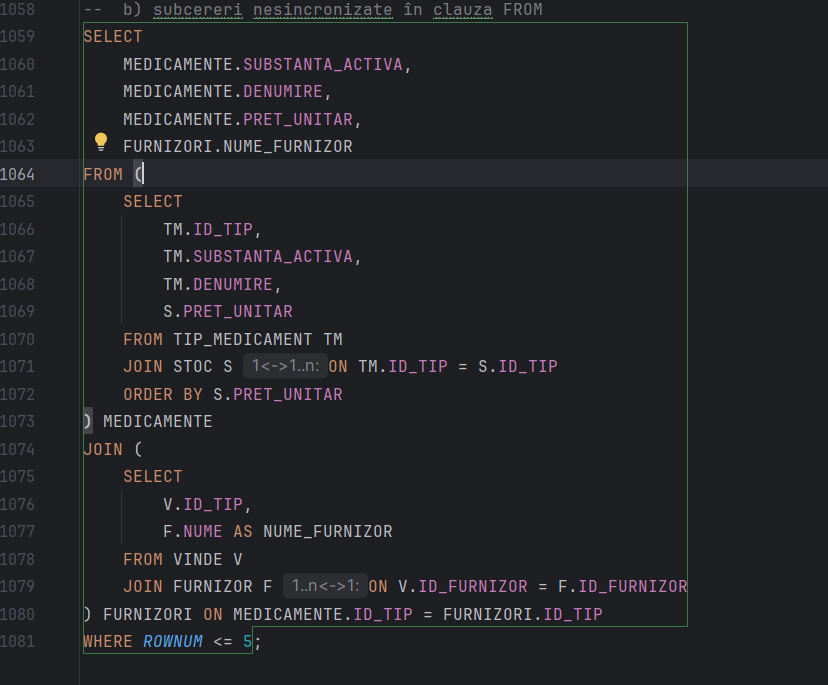 1058 -- b) subcereri nesincronizate în clauza FROM
1059 SELECT
1060 MEDICAMENTE.SUBSTANTA_ACTIVA,
1061 MEDICAMENTE.DENUMIRE,
1062 MEDICAMENTE.PRET_UNITAR,
1063 FURNIZORI.NUME_FURNIZOR
1064 FROM (
1065 SELECT
1066 TM.ID_TIP,
1067 TM.SUBSTANTA_ACTIVA,
1068 TM.DENUMIRE,
1069 S.PRET_UNITAR
1070 FROM TIP_MEDICAMENT TM
1071 JOIN STOC S 1<->1..n: ON TM.ID_TIP = S.ID_TIP
1072 ORDER BY S.PRET_UNITAR
1073 ) MEDICAMENTE
1074 JOIN (
1075 SELECT
1076 V.ID_TIP,
1077 F.NUME AS NUME_FURNIZOR
1078 FROM VINDE V
1079 JOIN FURNIZOR F 1..n<->1: ON V.ID_FURNIZOR = F.ID_FURNIZOR
1080 ) FURNIZORI ON MEDICAMENTE.ID_TIP = FURNIZORI.ID_TIP
1081 WHERE ROWNUM <= 5;